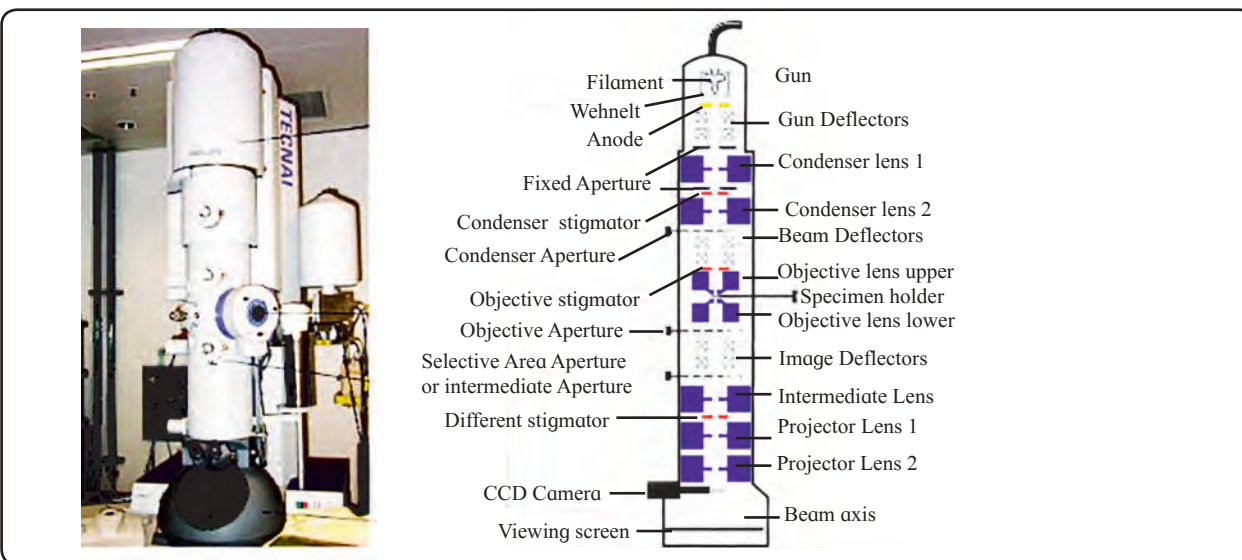 TECNAI
Filament
Wehnelt
Anode
Fixed Aperture
Condenser stigmator
Condenser Aperture
Objective stigmator
Objective Aperture
Selective Area Aperture
or intermediate Aperture
Different stigmator
CCD Camera
Viewing screen
Gun
Gun Deflectors
Condenser lens 1
Condenser lens 2
Beam Deflectors
Objective lens upper
Specimen holder
Objective lens lower
Image Deflectors
Intermediate Lens
Projector Lens 1
Projector Lens 2
Beam axis